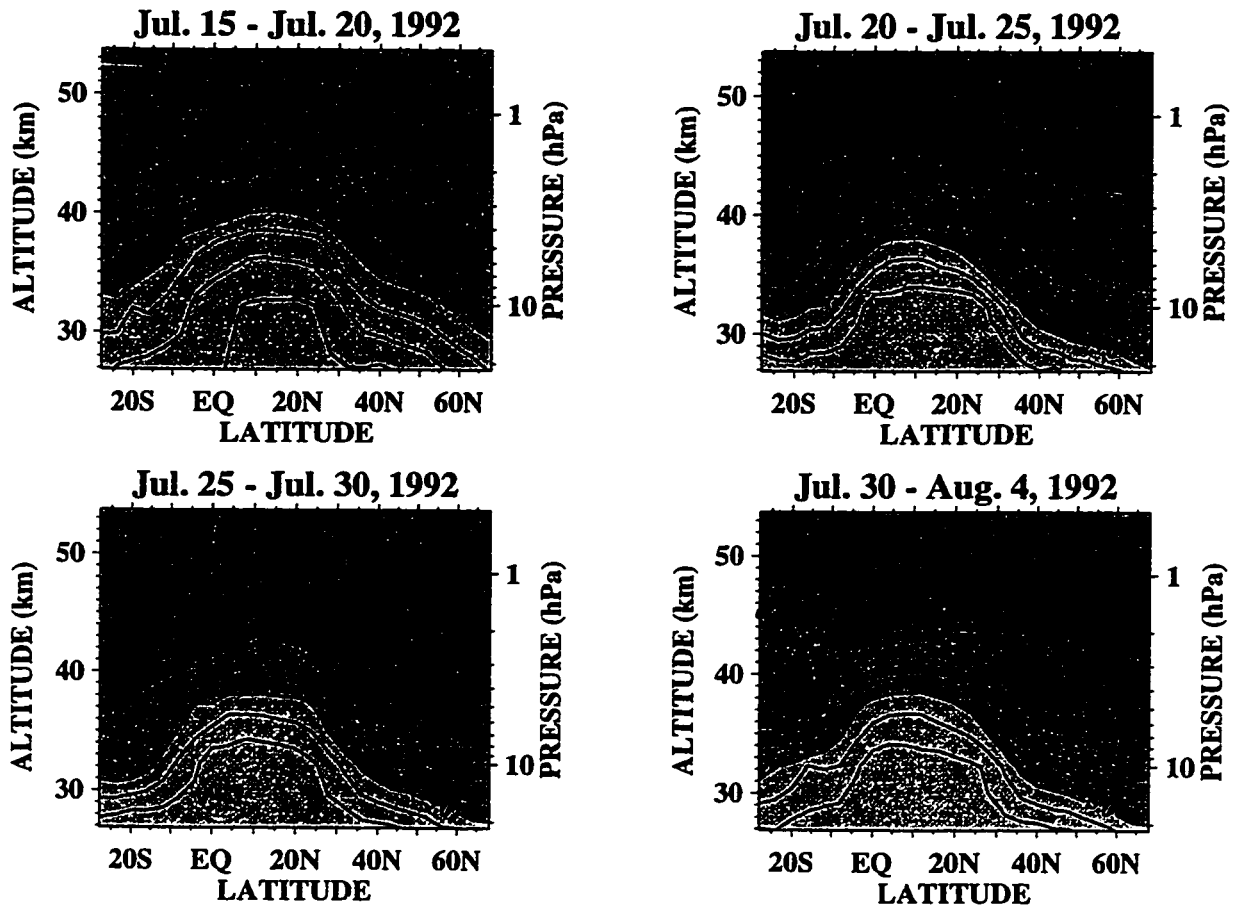 Jul. 15 - Jul. 20, 1992
ALTITUDE (km)
50
40
30
1
10
PRESSURE (hPa)
20S EQ 20N 40N 60N
LATITUDE
Jul. 20 - Jul. 25, 1992
ALTITUDE (km)
50
40
30
1
10
PRESSURE (hPa)
20S EQ 20N 40N 60N
LATITUDE
Jul. 25 - Jul. 30, 1992
ALTITUDE (km)
50
40
30
1
10
PRESSURE (hPa)
20S EQ 20N 40N 60N
LATITUDE
Jul. 30 - Aug. 4, 1992
ALTITUDE (km)
50
40
30
1
10
PRESSURE (hPa)
20S EQ 20N 40N 60N
LATITUDE